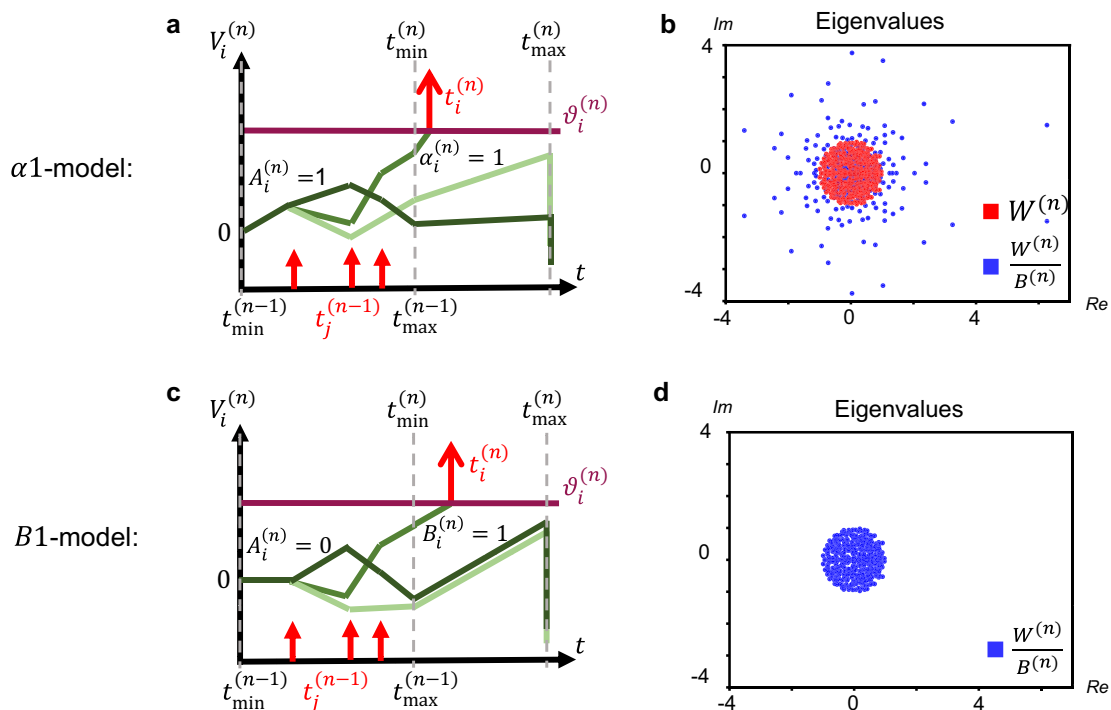 α1-model:
a
V_i^(n)
t_min^(n)
t_max^(n)
t_i^(n)
ϑ_i^(n)
A_i^(n) =1
α_i^(n) = 1
0
t
t_min^(n−1)
t_j^(n−1)
t_max^(n−1)
b
Im
Eigenvalues
4
0
-4
W^(n)
W^(n)
B^(n)
-4
0
4
Re
B1-model:
c
V_i^(n)
t_min^(n)
t_max^(n)
t_i^(n)
ϑ_i^(n)
A_i^(n) = 0
B_i^(n) = 1
0
t
t_min^(n−1)
t_j^(n−1)
t_max^(n−1)
d
Im
Eigenvalues
4
0
-4
W^(n)
B^(n)
-4
0
4
Re